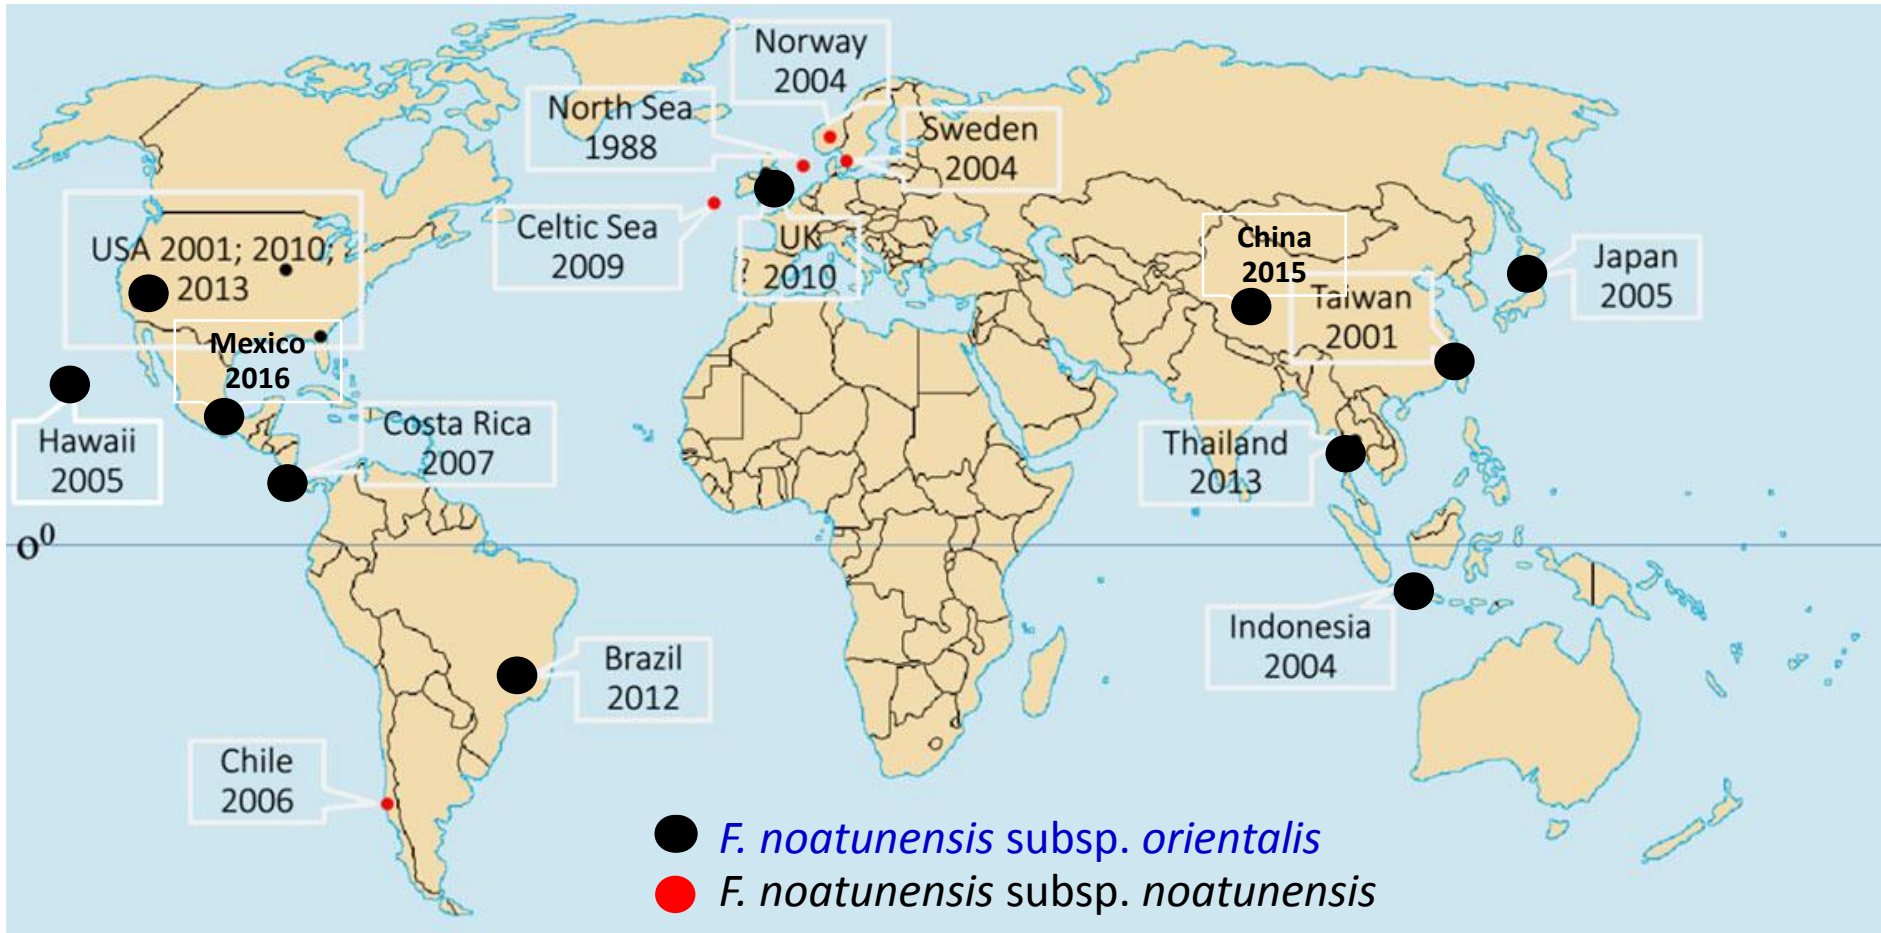 Norway
2004
North Sea
1988
Sweden
2004
Celtic Sea
2009
UK
2010
USA 2001; 2010;
2013
China
2015
Taiwan
2001
Japan
2005
Mexico
2016
Hawaii
2005
Costa Rica
2007
Thailand
2013
0⁰
Indonesia
2004
Brazil
2012
Chile
2006
F. noatunensis subsp. orientalis
F. noatunensis subsp. noatunensis